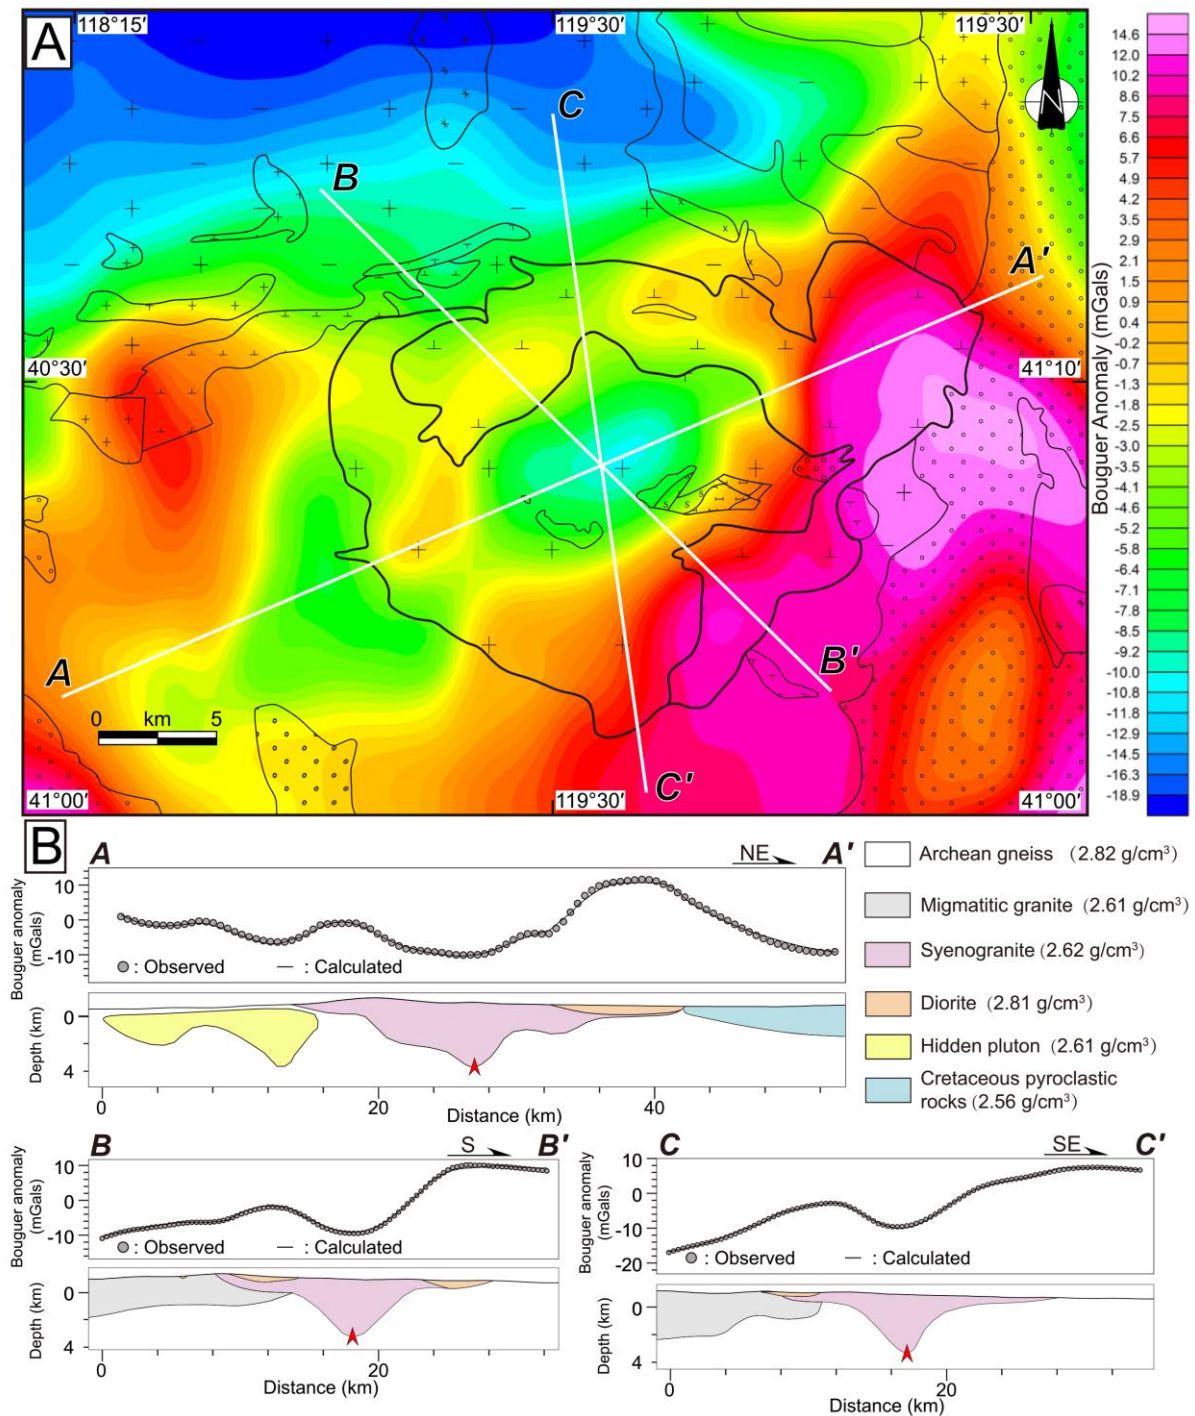 A
118°15′
119°30′
119°30′
N
C
B
A'
40°30′
41°10′
A
B'
0 km 5
C'
41°00′
119°30′
41°00′
Bouguer Anomaly (mGals)
14.6
12.0
10.2
8.6
7.5
6.6
5.7
4.9
4.2
3.5
2.9
2.1
1.5
0.9
0.4
-0.2
-0.7
-1.3
-1.8
-2.5
-3.0
-3.5
-4.1
-4.6
-5.2
-5.8
-6.4
-7.1
-7.8
-8.5
-9.2
-10.0
-10.8
-11.8
-12.9
-14.5
-16.3
-18.9
B
A NE A'
Bouguer anomaly
(mGals)
10
0
-10
: Observed — : Calculated
Depth (km)
0
4
0 20 40
Distance (km)
Archean gneiss (2.82 g/cm³)
Migmatitic granite (2.61 g/cm³)
Syenogranite (2.62 g/cm³)
Diorite (2.81 g/cm³)
Hidden pluton (2.61 g/cm³)
Cretaceous pyroclastic
rocks (2.56 g/cm³)
B S B'
Bouguer anomaly
(mGals)
10
0
-10
: Observed — : Calculated
Depth (km)
0
4
0 20
Distance (km)
C SE C'
Bouguer anomaly
(mGals)
10
0
-10
-20
: Observed — : Calculated
Depth (km)
0
4
0 20
Distance (km)